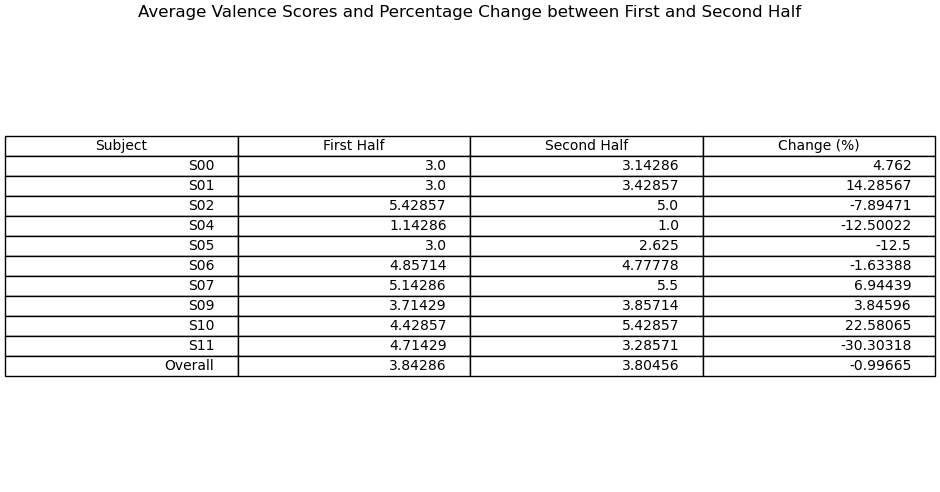 Average Valence Scores and Percentage Change between First and Second Half
Subject First Half Second Half Change (%)
S00 3.0 3.14286 4.762
S01 3.0 3.42857 14.28567
S02 5.42857 5.0 -7.89471
S04 1.14286 1.0 -12.50022
S05 3.0 2.625 -12.5
S06 4.85714 4.77778 -1.63388
S07 5.14286 5.5 6.94439
S09 3.71429 3.85714 3.84596
S10 4.42857 5.42857 22.58065
S11 4.71429 3.28571 -30.30318
Overall 3.84286 3.80456 -0.99665